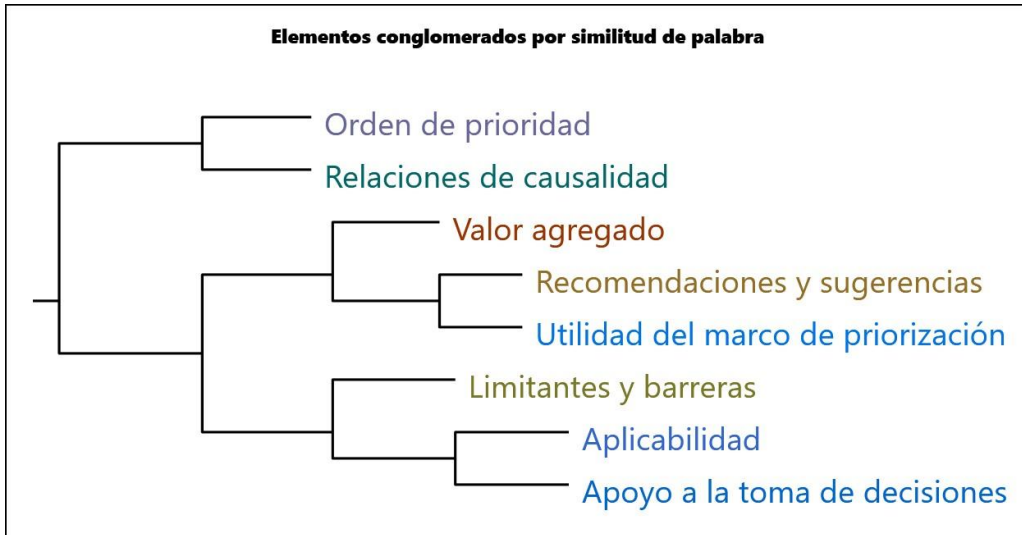 Elementos conglomerados por similitud de palabra
Orden de prioridad
Relaciones de causalidad
Valor agregado
Recomendaciones y sugerencias
Utilidad del marco de priorización
Limitantes y barreras
Aplicabilidad
Apoyo a la toma de decisiones